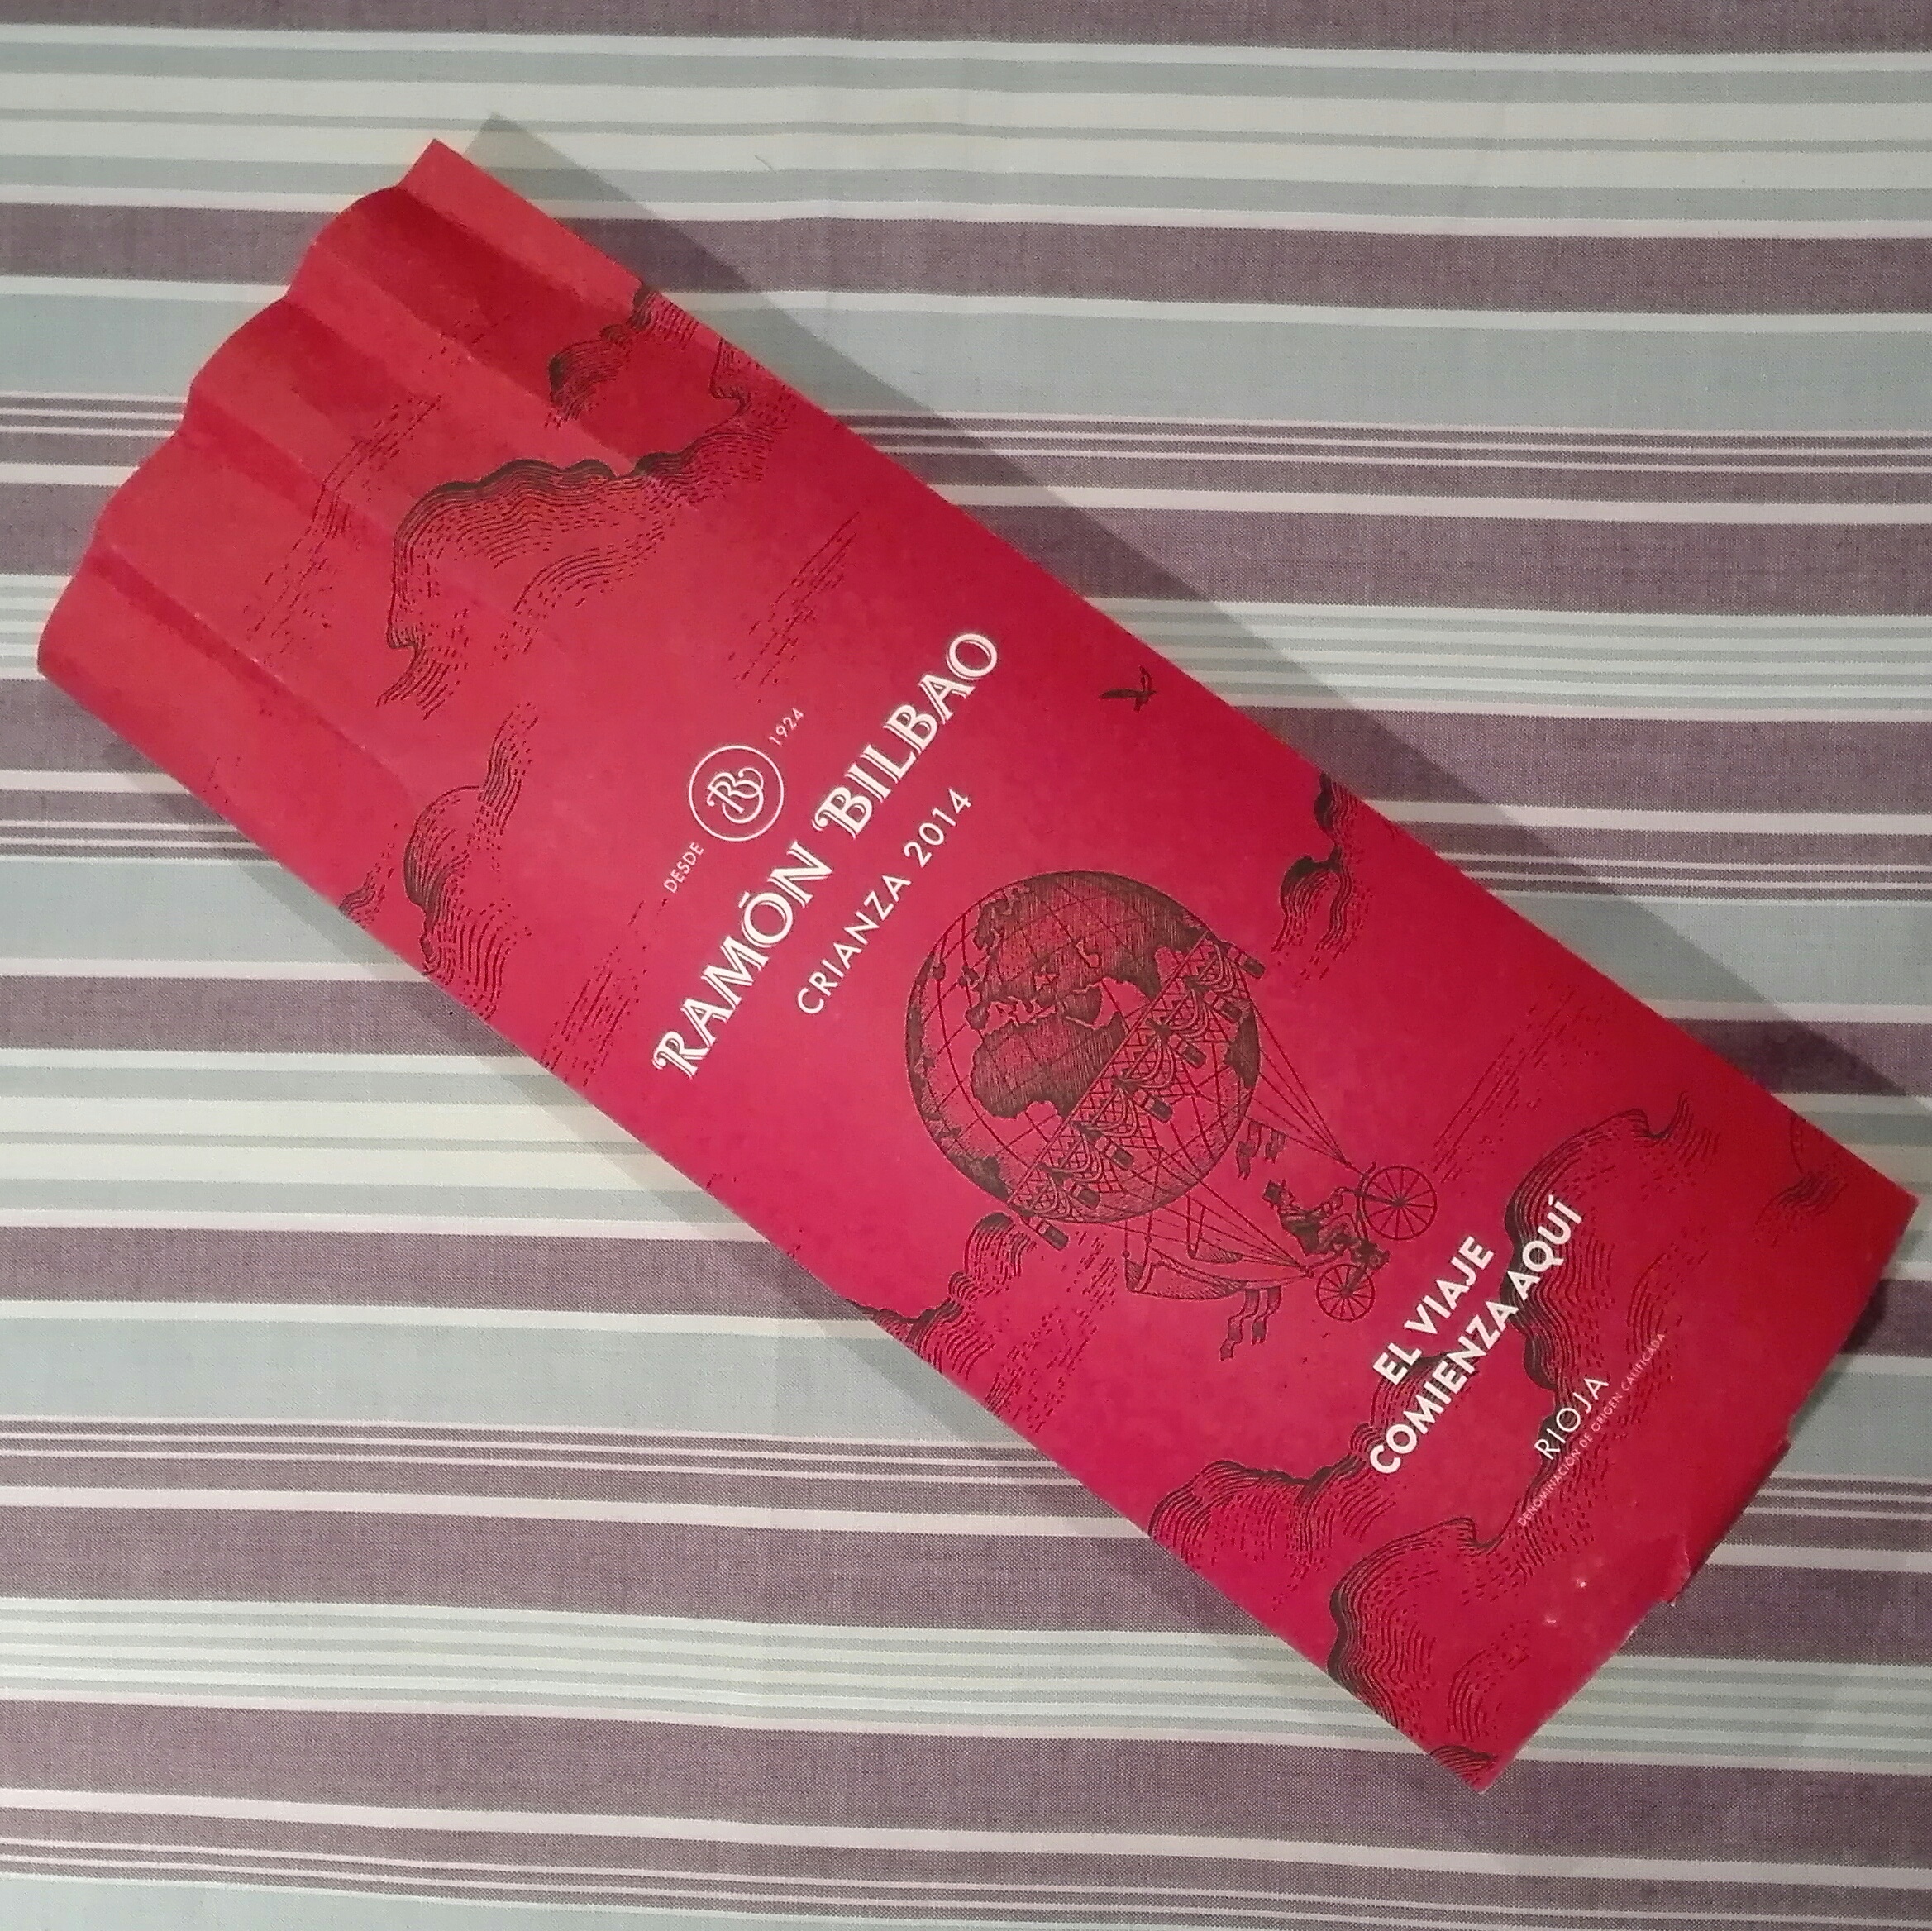 DESDE RB 1924
RAMÓN BILBAO
CRIANZA 2014
EL VIAJE
COMIENZA AQUÍ
RIOJA
DENOMINACIÓN DE ORIGEN CALIFICADA